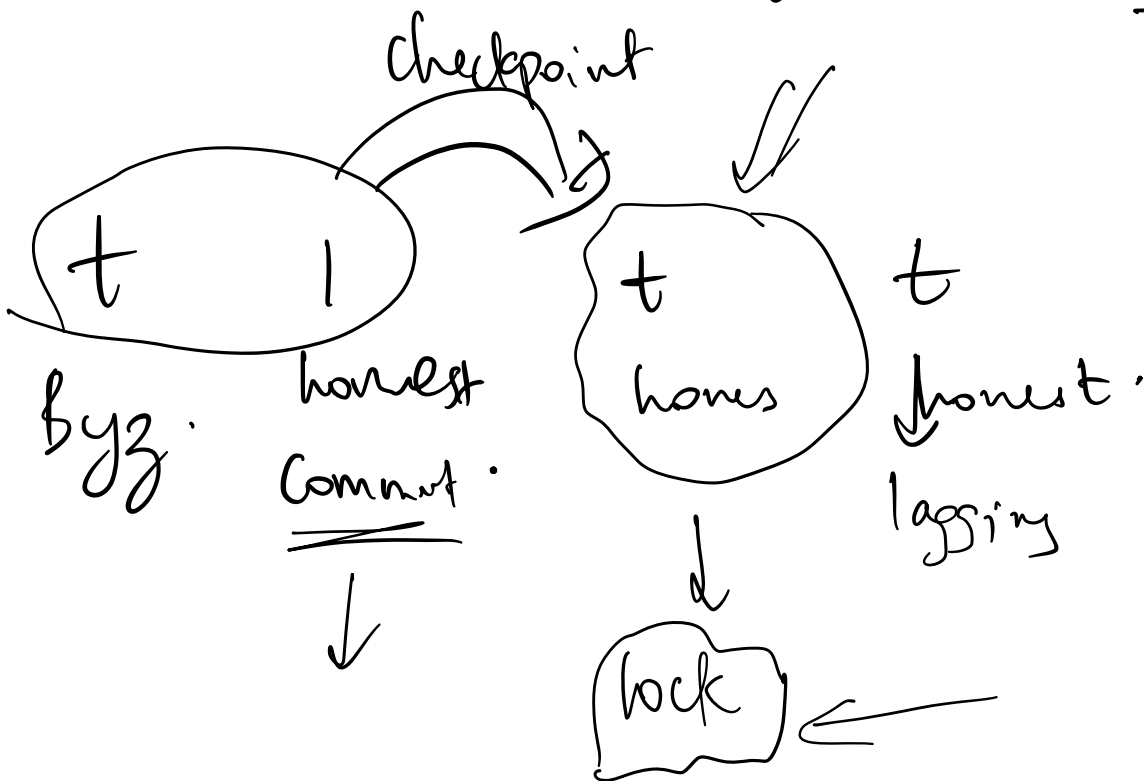 Checkpoint
t 1 t t
Byz. honest hones honest.
Commit. lagging
lock